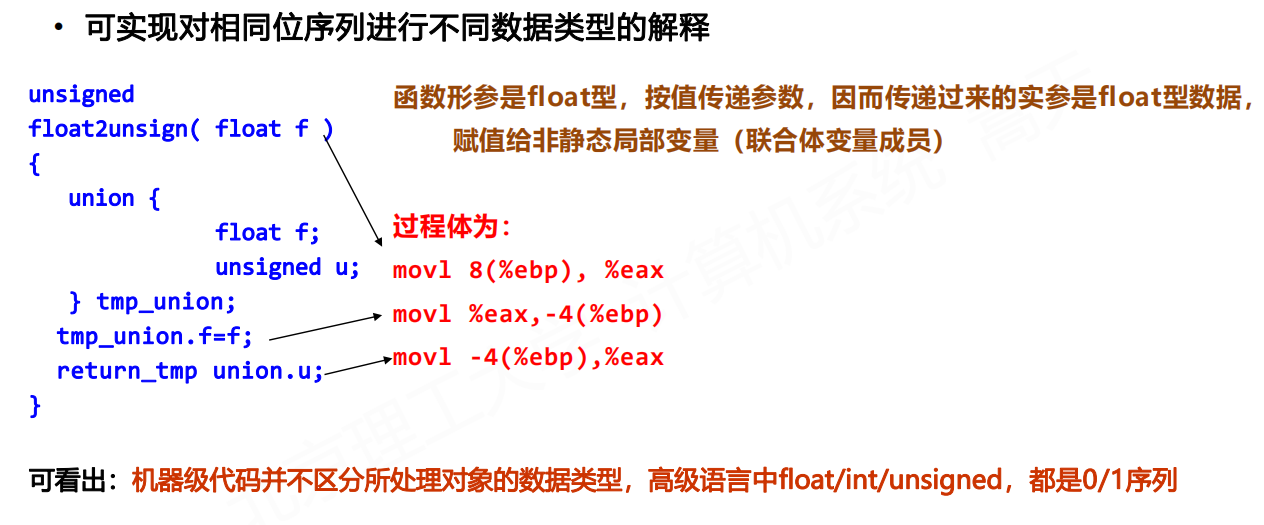 • 可实现对相同位序列进行不同数据类型的解释
unsigned
float2unsign( float f )
{
union {
float f;
unsigned u;
} tmp_union;
tmp_union.f=f;
return_tmp union.u;
}
函数形参是float型，按值传递参数，因而传递过来的实参是float型数据，
赋值给非静态局部变量（联合体变量成员）
过程体为：
movl 8(%ebp), %eax
movl %eax,-4(%ebp)
movl -4(%ebp),%eax
可看出：机器级代码并不区分所处理对象的数据类型，高级语言中float/int/unsigned，都是0/1序列